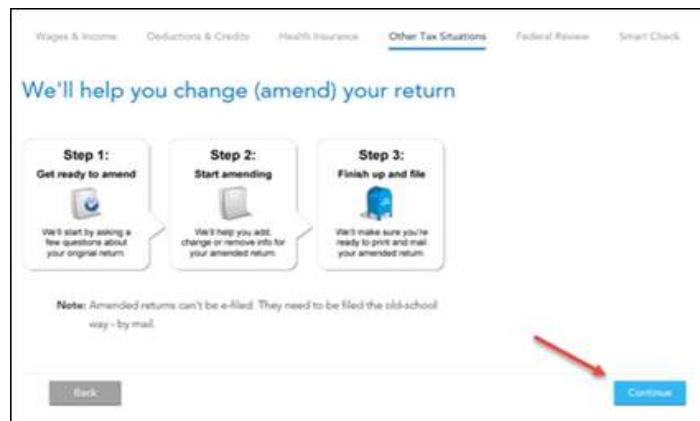 Wages & Income Deductions & Credits Health Insurance Other Tax Situations Federal Review Smart Check
We'll help you change (amend) your return
Step 1:
Get ready to amend
We'll start by asking a
few questions about
your original return.
Step 2:
Start amending
We'll help you add,
change or remove info for
your amended return.
Step 3:
Finish up and file
We'll make sure you're
ready to print and mail
your amended return.
Note: Amended returns can't be e-filed. They need to be filed the old-school
way - by mail.
Back Continue